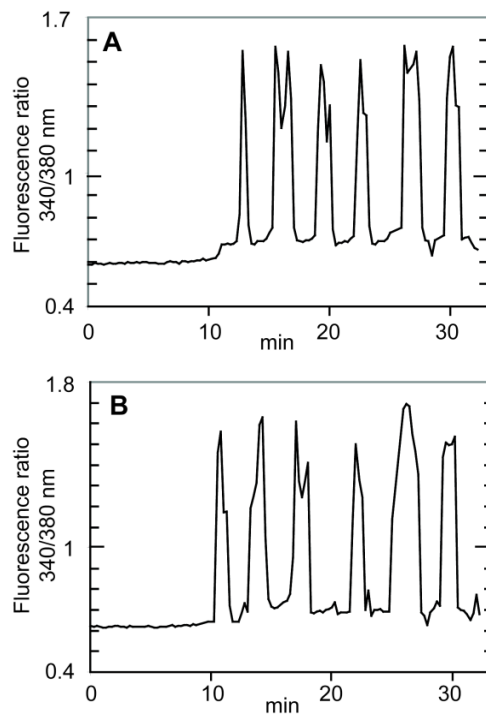 1.7
A
Fluorescence ratio
340/380 nm
1
0.4
0 10 20 30
min
1.8
B
Fluorescence ratio
340/380 nm
1
0.4
0 10 20 30
min